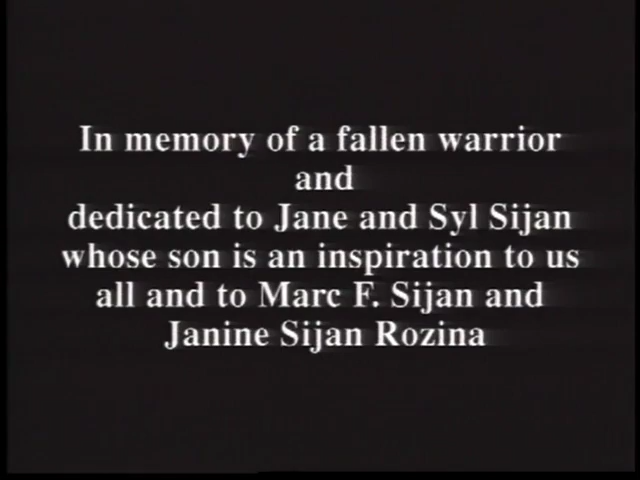 In memory of a fallen warrior
and
dedicated to Jane and Syl Sijan
whose son is an inspiration to us
all and to Marc F. Sijan and
Janine Sijan Rozina